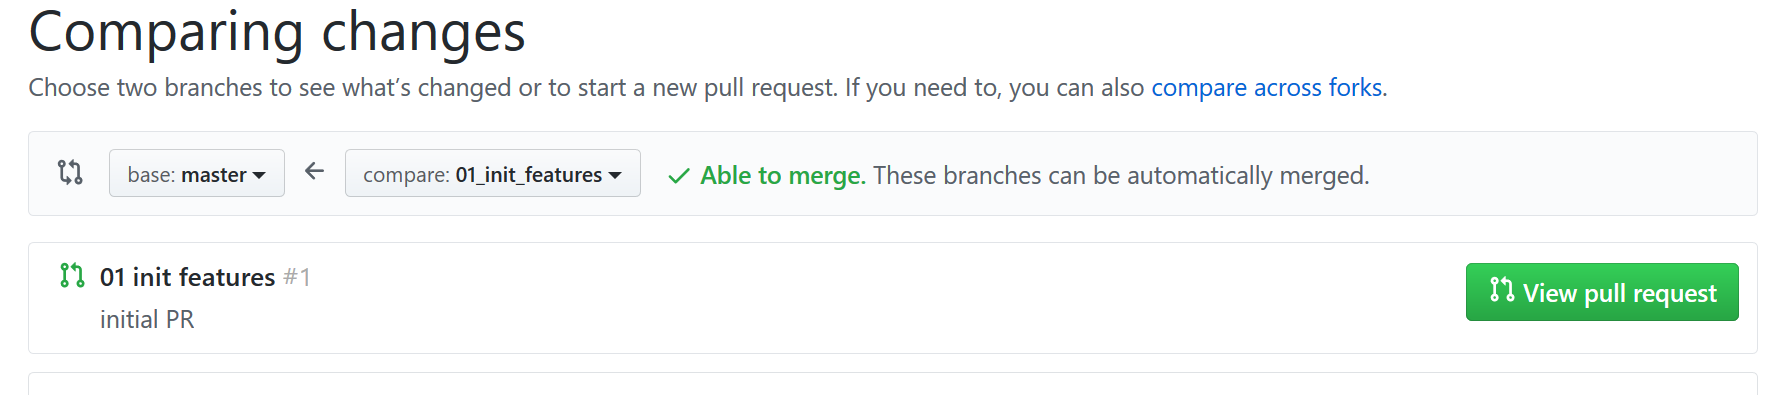 Comparing changes
Choose two branches to see what’s changed or to start a new pull request. If you need to, you can also compare across forks.
base: master compare: 01_init_features Able to merge. These branches can be automatically merged.
01 init features #1
View pull request
initial PR